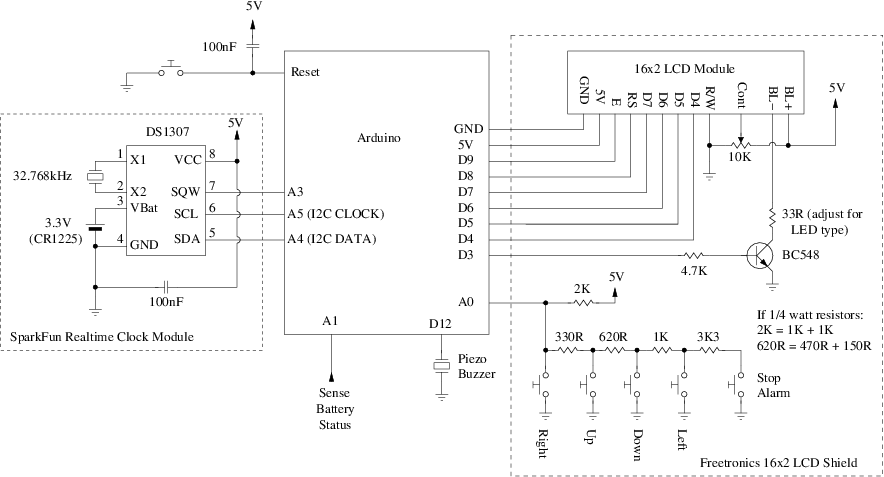 5V
100nF
Reset
16x2 LCD Module
GND
5V
E
RS
D7
D6
D5
D4
R/W
Cont
BL-
BL+
5V
10K
Arduino
GND
5V
D9
D8
D7
D6
D5
D4
D3
A0
DS1307
5V
1
X1
VCC
8
32.768kHz
2
X2
SQW
7
A3
3
VBat
SCL
6
A5 (I2C CLOCK)
3.3V
(CR1225)
4
GND
SDA
5
A4 (I2C DATA)
100nF
SparkFun Realtime Clock Module
A1
D12
Sense
Battery
Status
Piezo
Buzzer
33R (adjust for
LED type)
BC548
4.7K
5V
2K
330R
620R
1K
3K3
If 1/4 watt resistors:
2K = 1K + 1K
620R = 470R + 150R
Stop
Alarm
Right
Up
Down
Left
Freetronics 16x2 LCD Shield